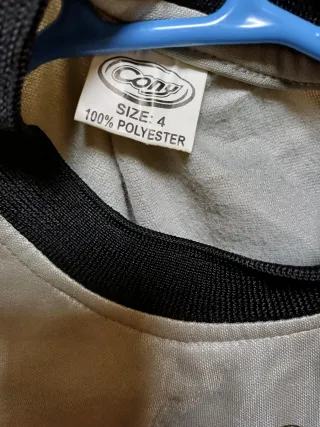 Cony
SIZE: 4
100% POLYESTER